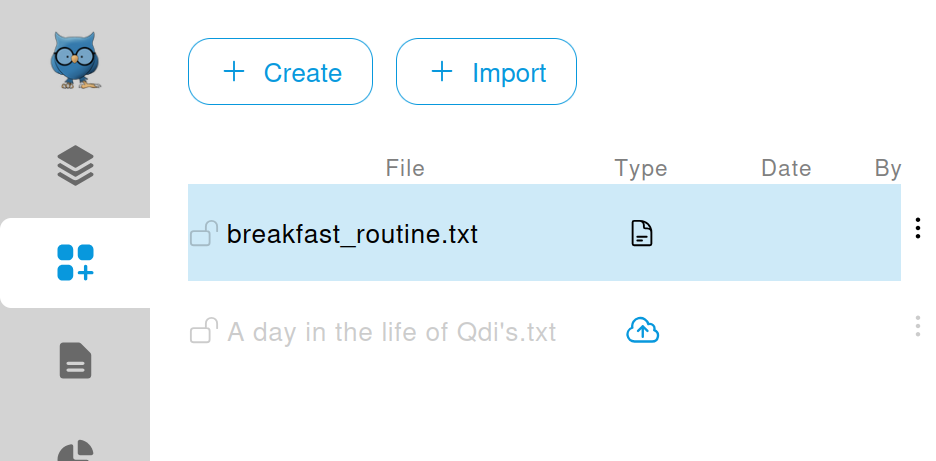 Create
Import
File Type Date By
breakfast_routine.txt
A day in the life of Qdi's.txt